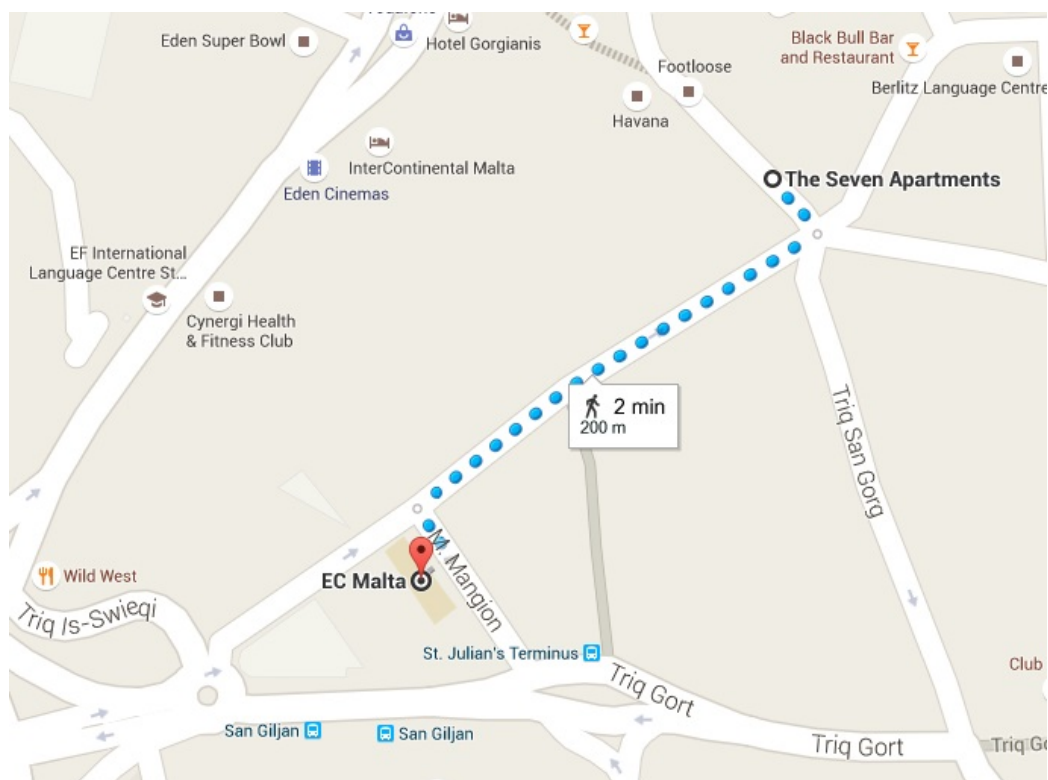 Eden Super Bowl
Hotel Gorgianis
Black Bull Bar
and Restaurant
Footloose
Berlitz Language Centre
Havana
InterContinental Malta
Eden Cinemas
The Seven Apartments
EF International
Language Centre St...
Cynergi Health
& Fitness Club
2 min
200 m
Triq San Gorg
M. Mangion
Wild West
EC Malta
Triq Is-Swieqi
St. Julian's Terminus
Club
Triq Gort
San Giljan
San Giljan
Triq Gort
Triq Go